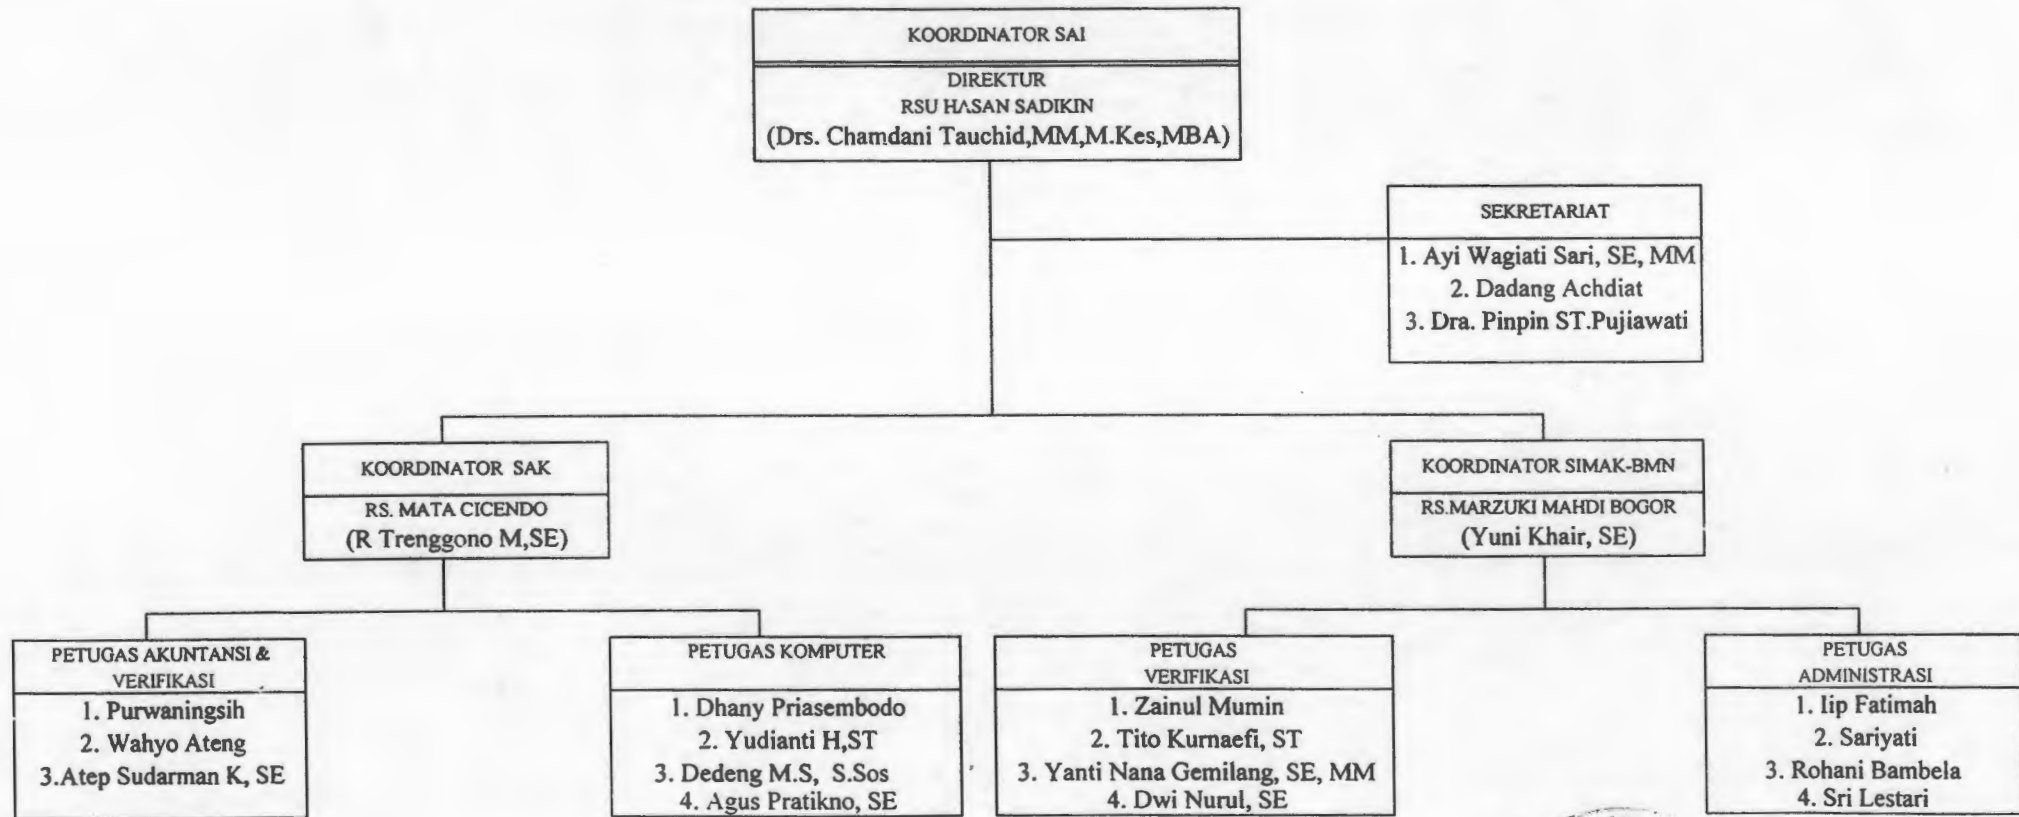 KOORDINATOR SAI
DIREKTUR
RSU HASAN SADIKIN
(Drs. Chamdani Tauchid,MM,M.Kes,MBA)
SEKRETARIAT
1. Ayi Wagiati Sari, SE, MM
2. Dadang Achdiat
3. Dra. Pinpin ST.Pujiawati
KOORDINATOR SAK
RS. MATA CICENDO
(R Trenggono M,SE)
KOORDINATOR SIMAK-BMN
RS.MARZUKI MAHDI BOGOR
(Yuni Khair, SE)
PETUGAS AKUNTANSI &
VERIFIKASI
1. Purwaningsih
2. Wahyo Ateng
3.Atep Sudarman K, SE
PETUGAS KOMPUTER
1. Dhany Priasembodo
2. Yudianti H,ST
3. Dedeng M.S, S.Sos
4. Agus Pratikno, SE
PETUGAS
VERIFIKASI
1. Zainul Mumin
2. Tito Kurnaefi, ST
3. Yanti Nana Gemilang, SE, MM
4. Dwi Nurul, SE
PETUGAS
ADMINISTRASI
1. Iip Fatimah
2. Sariyati
3. Rohani Bambela
4. Sri Lestari